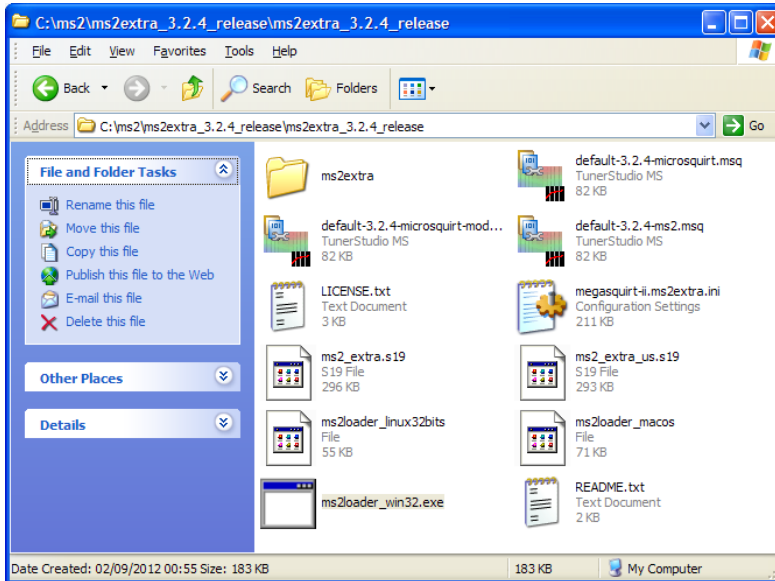 C:\ms2\ms2extra_3.2.4_release\ms2extra_3.2.4_release
File Edit View Favorites Tools Help
Back Search Folders
Address C:\ms2\ms2extra_3.2.4_release\ms2extra_3.2.4_release Go
File and Folder Tasks
Rename this file
Move this file
Copy this file
Publish this file to the Web
E-mail this file
Delete this file
Other Places
Details
ms2extra
default-3.2.4-microsquirt.msq
TunerStudio MS
82 KB
default-3.2.4-microsquirt-mod...
TunerStudio MS
82 KB
default-3.2.4-ms2.msq
TunerStudio MS
82 KB
LICENSE.txt
Text Document
3 KB
megasquirt-ii.ms2extra.ini
Configuration Settings
211 KB
ms2_extra.s19
S19 File
296 KB
ms2_extra_us.s19
S19 File
293 KB
ms2loader_linux32bits
File
55 KB
ms2loader_macos
File
71 KB
ms2loader_win32.exe
README.txt
Text Document
2 KB
Date Created: 02/09/2012 00:55 Size: 183 KB 183 KB My Computer